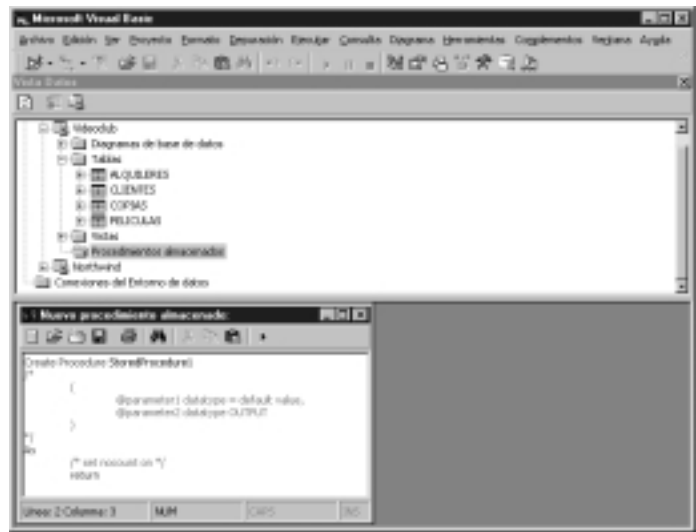 Microsoft Visual Basic
Archivo Edición Ver Proyecto Formato Depuración Ejecutar Consulta Diagrama Herramientas Complementos Ventana Ayuda
Vista Datos
Videoclub
Diagramas de base de datos
Tablas
ALQUILERES
CLIENTES
COPIAS
PELICULAS
Vistas
Procedimientos almacenados
Northwind
Conexiones del Entorno de datos
Nuevo procedimiento almacenado:
Create Procedure StoredProcedure1
/*
(
@parameter1 datatype = default value,
@parameter2 datatype OUTPUT
)
*/
As
/* set nocount on */
return
Línea: 2 Columna: 3 NUM CAPS INS